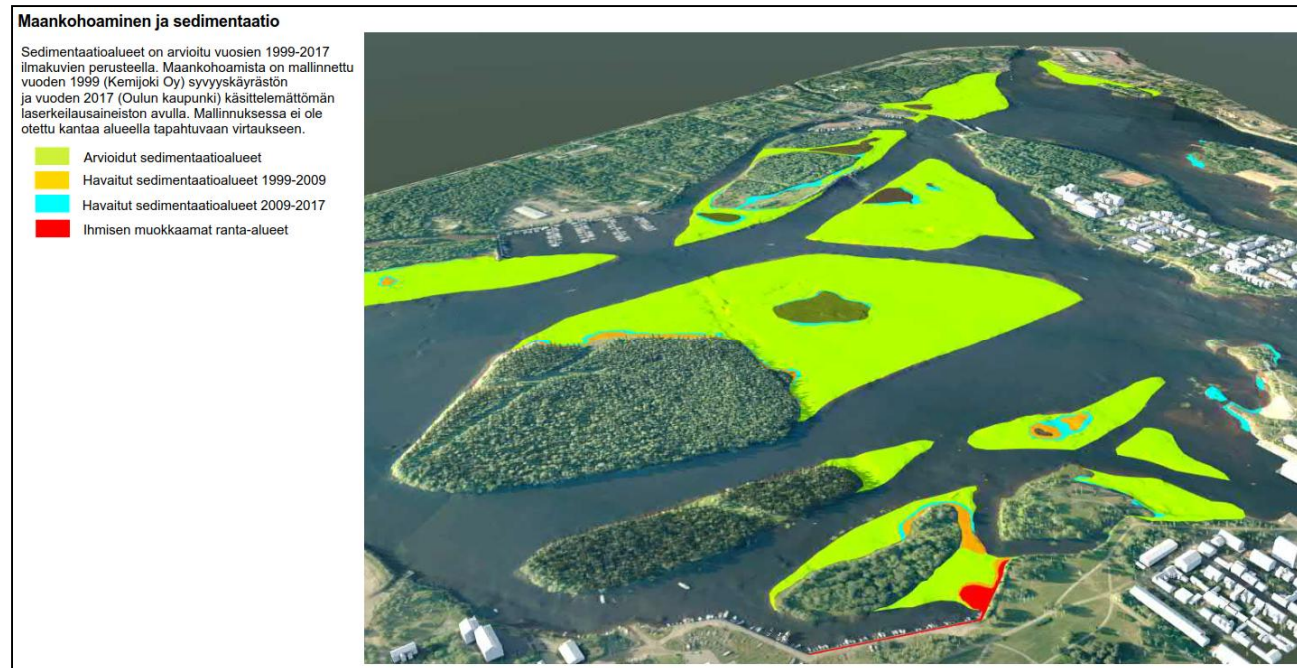 Maankohoaminen ja sedimentaatio
Sedimentaatioalueet on arvioitu vuosien 1999-2017
ilmakuvien perusteella. Maankohoamista on mallinnettu
vuoden 1999 (Kemijoki Oy) syvyyskäyrästön
ja vuoden 2017 (Oulun kaupunki) käsittelemättömän
laserkeilausaineiston avulla. Mallinnuksessa ei ole
otettu kantaa alueella tapahtuvaan virtaukseen.
Arvioidut sedimentaatioalueet
Havaitut sedimentaatioalueet 1999-2009
Havaitut sedimentaatioalueet 2009-2017
Ihmisen muokkaamat ranta-alueet